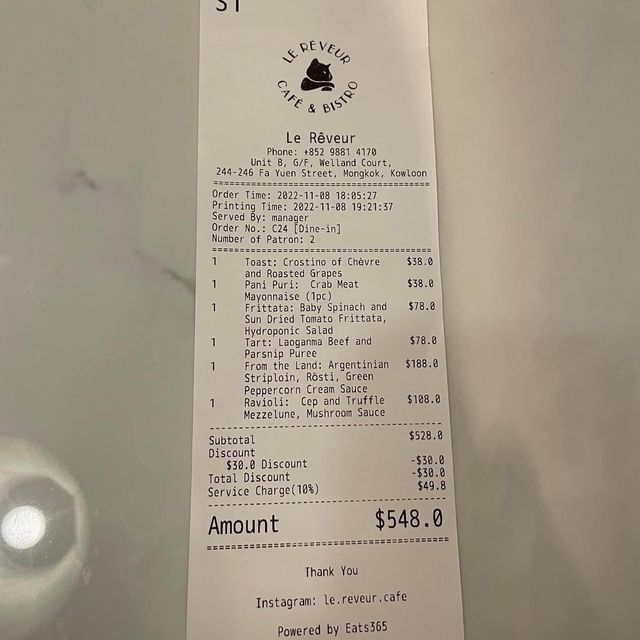 ST
LE RÊVEUR
CAFÉ & BISTRO
Le Rêveur
Phone: +852 9881 4170
Unit B, G/F, Welland Court,
244-246 Fa Yuen Street, Mongkok, Kowloon
Order Time: 2022-11-08 18:05:27
Printing Time: 2022-11-08 19:21:37
Served By: manager
Order No.: C24 [Dine-in]
Number of Patron: 2
1 Toast: Crostino of Chèvre $38.0
and Roasted Grapes
1 Pani Puri: Crab Meat $38.0
Mayonnaise (1pc)
1 Frittata: Baby Spinach and $78.0
Sun Dried Tomato Frittata,
Hydroponic Salad
1 Tart: Laoganma Beef and $78.0
Parsnip Puree
1 From the Land: Argentinian $188.0
Striploin, Rösti, Green
Peppercorn Cream Sauce
1 Ravioli: Cep and Truffle $108.0
Mezzelune, Mushroom Sauce
Subtotal $528.0
Discount
$30.0 Discount -$30.0
Total Discount -$30.0
Service Charge(10%) $49.8
Amount $548.0
Thank You
Instagram: le.reveur.cafe
Powered by Eats365